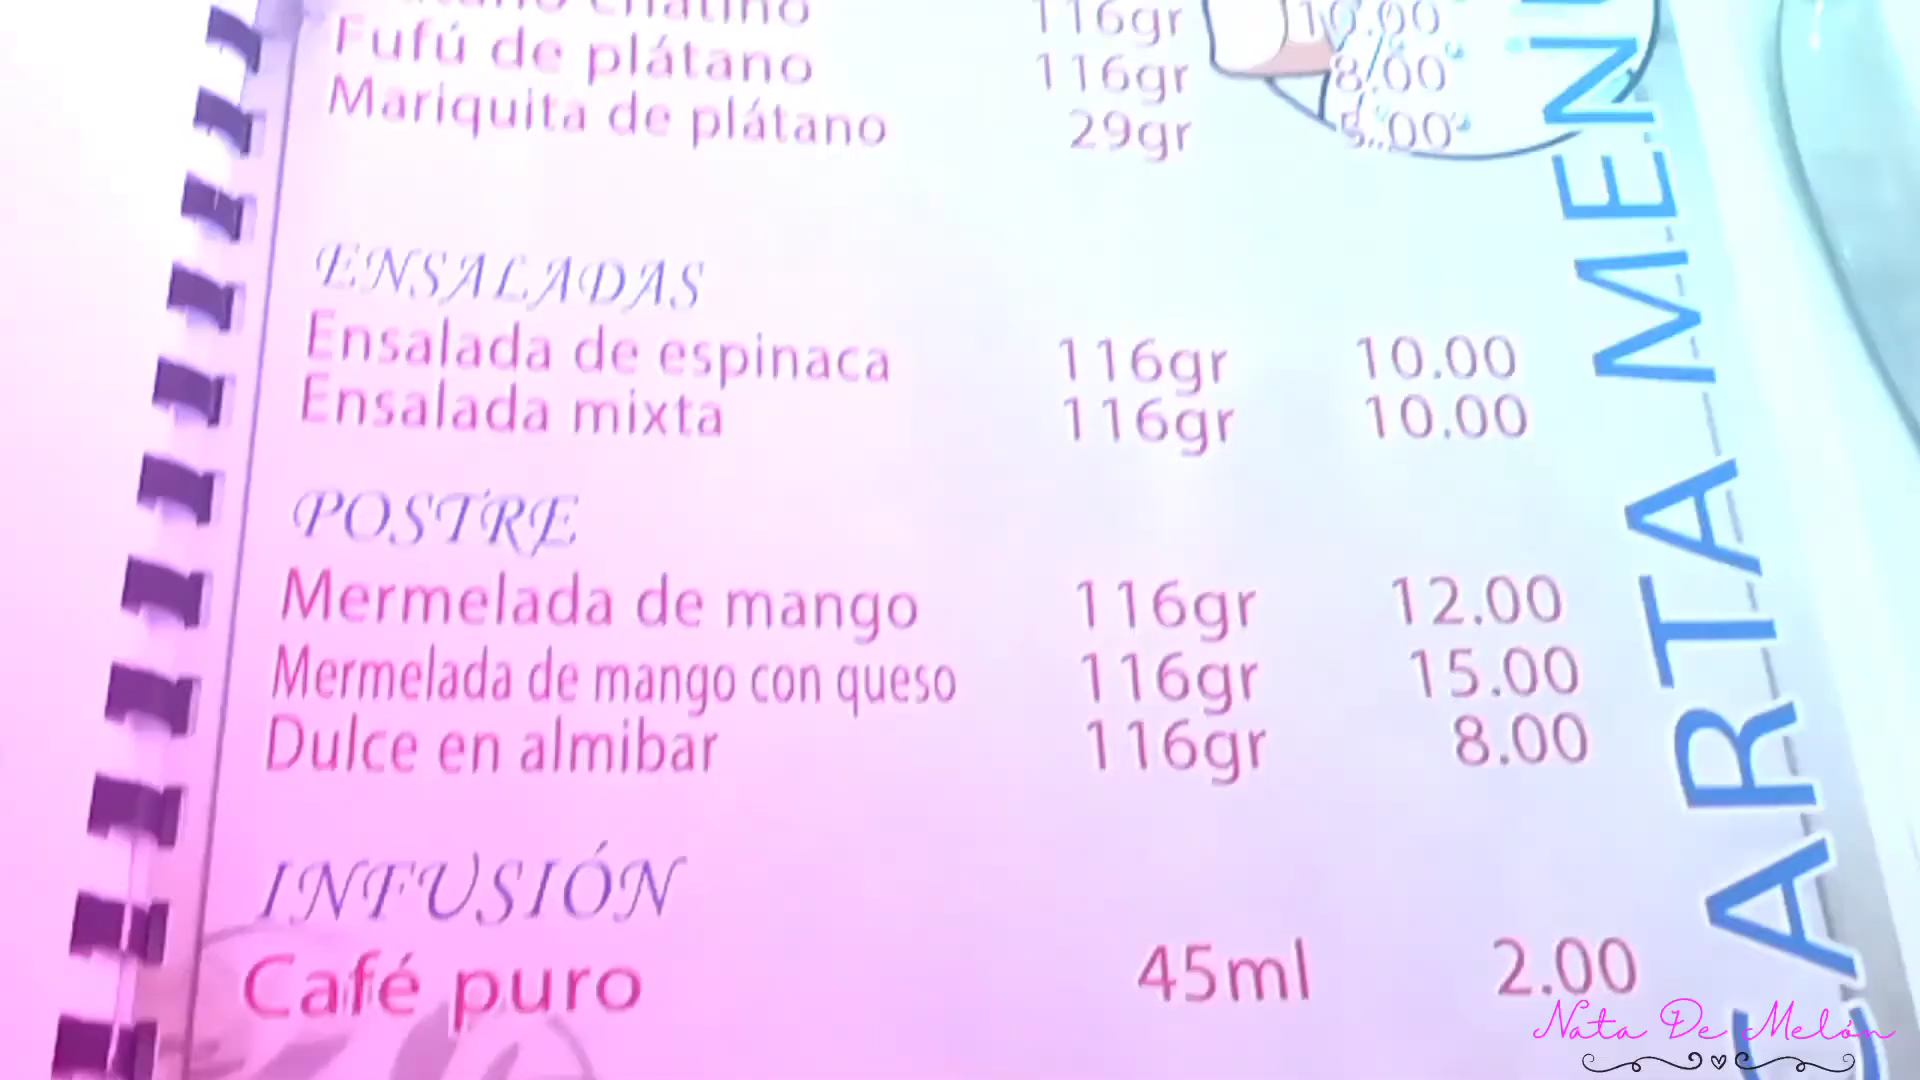 Fufú de plátano 116gr 8.00
Mariquita de plátano 29gr 5.00
ENSALADAS
Ensalada de espinaca 116gr 10.00
Ensalada mixta 116gr 10.00
POSTRE
Mermelada de mango 116gr 12.00
Mermelada de mango con queso 116gr 15.00
Dulce en almibar 116gr 8.00
INFUSIÓN
Café puro 45ml 2.00
CARTA MENÚ
Nata De Melón